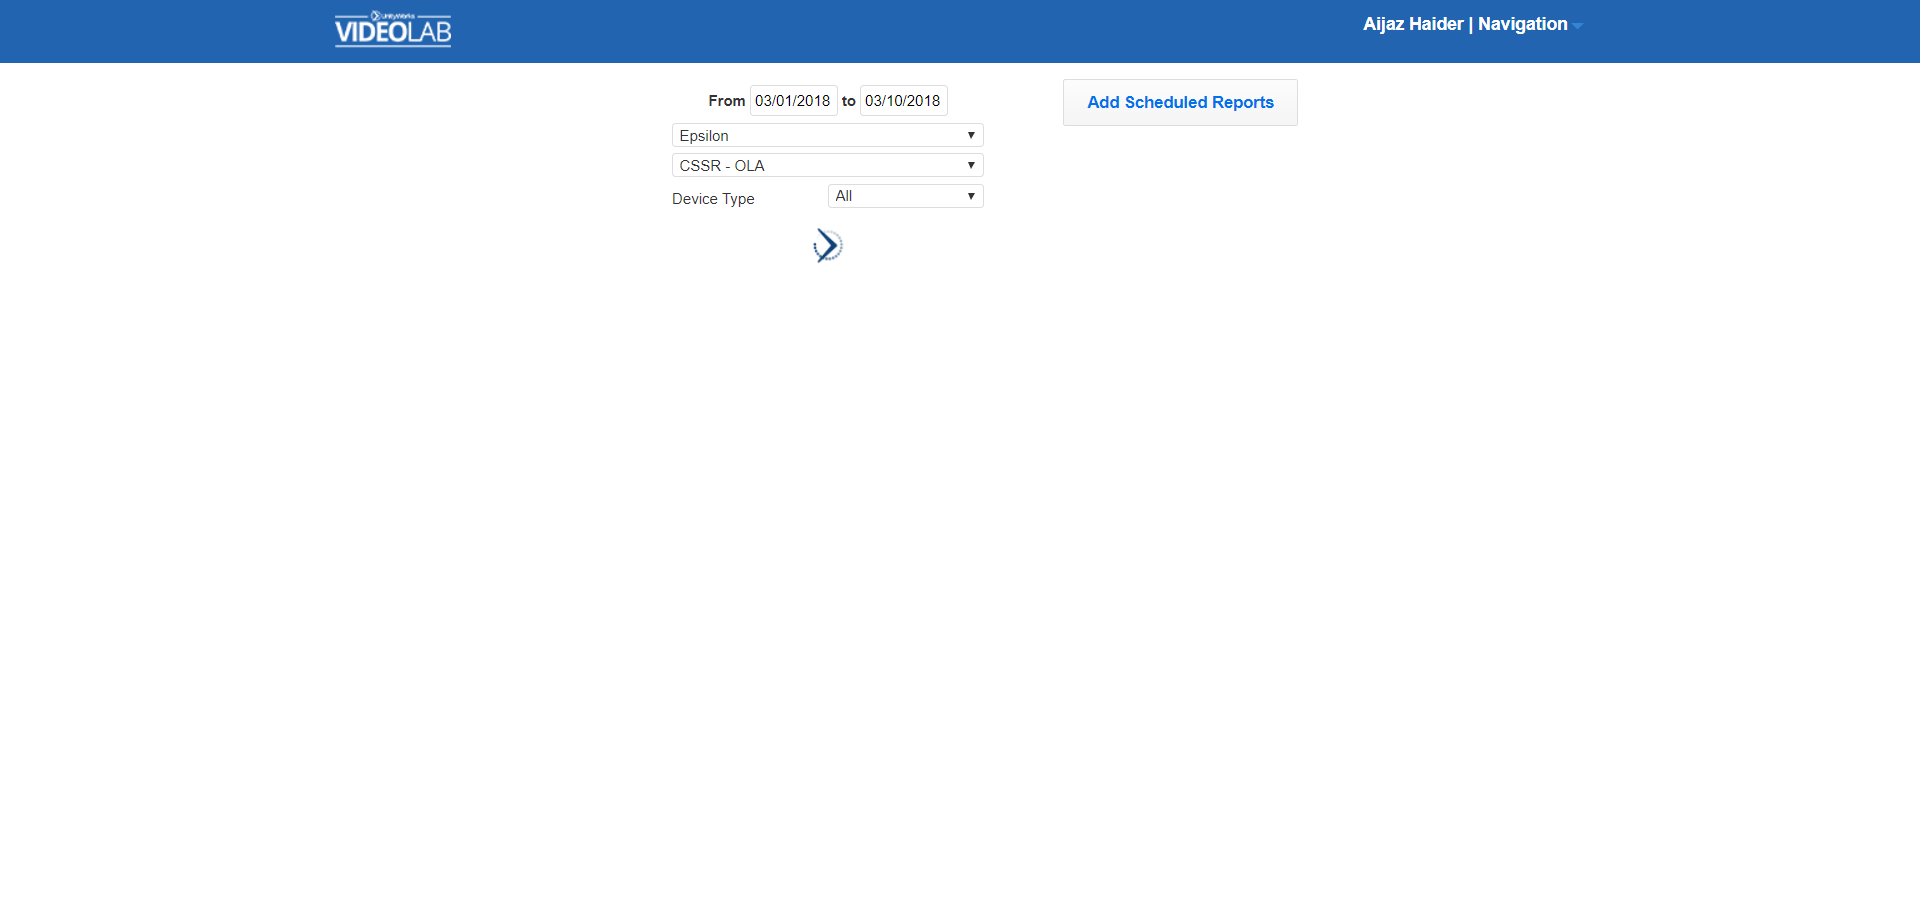 UnityWorks
VIDEOLAB
Aijaz Haider | Navigation
From 03/01/2018 to 03/10/2018
Add Scheduled Reports
Epsilon
CSSR - OLA
Device Type All